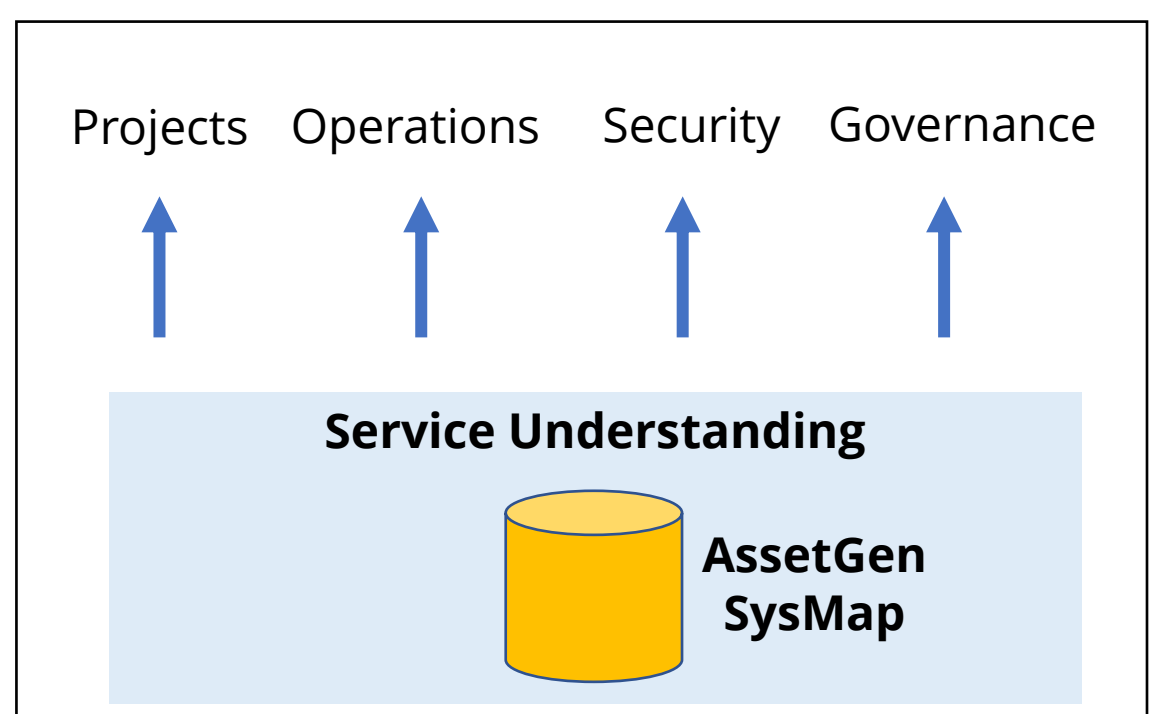 Projects Operations Security Governance
Service Understanding
AssetGen
SysMap